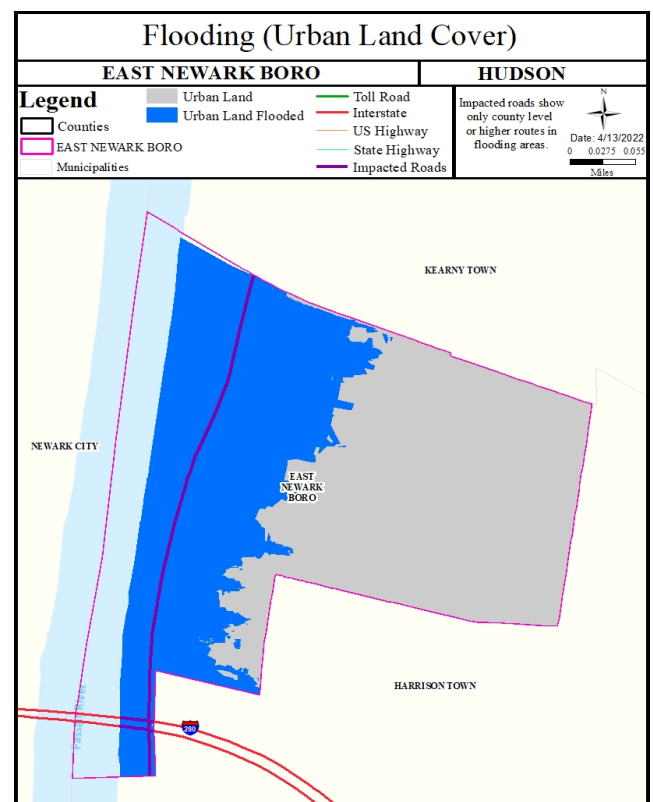 Flooding (Urban Land Cover)
EAST NEWARK BORO
HUDSON
Legend
Counties
EAST NEWARK BORO
Municipalities
Urban Land
Urban Land Flooded
Toll Road
Interstate
US Highway
State Highway
Impacted Roads
Impacted roads show
only county level
or higher routes in
flooding areas.
N
Date: 4/13/2022
0 0.0275 0.055
Miles
KEARNY TOWN
NEWARK CITY
EAST
NEWARK
BORO
HARRISON TOWN
Passaic River
280